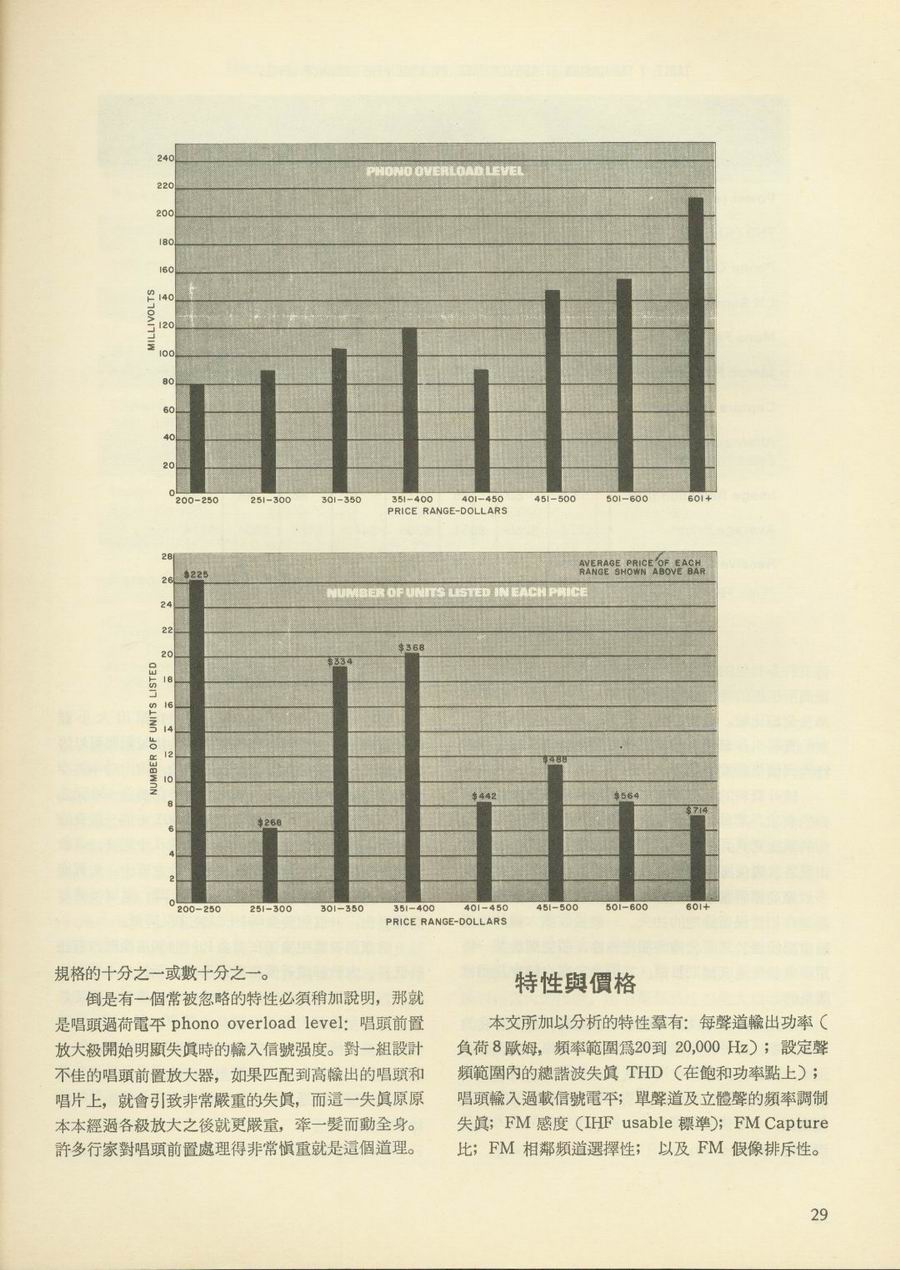 PHONO OVERLOAD LEVEL
MILLIVOLTS
240
220
200
180
160
140
120
100
80
60
40
20
0
200-250 251-300 301-350 351-400 401-450 451-500 501-600 601+
PRICE RANGE-DOLLARS
AVERAGE PRICE OF EACH
RANGE SHOWN ABOVE BAR
NUMBER OF UNITS LISTED IN EACH PRICE
NUMBER OF UNITS LISTED
28
26
24
22
20
18
16
14
12
10
8
6
4
2
0
$225 $268 $334 $368 $442 $488 $564 $714
200-250 251-300 301-350 351-400 401-450 451-500 501-600 601+
PRICE RANGE-DOLLARS
規格的十分之一或數十分之一。
倒是有一個常被忽略的特性必須稍加說明，那就
是唱頭過荷電平 phono overload level：唱頭前置
放大級開始明顯失眞時的輸入信號强度。對一組設計
不佳的唱頭前置放大器，如果匹配到高輸出的唱頭和
唱片上，就會引致非常嚴重的失眞，而這一失眞原原
本本經過各級放大之後就更嚴重，牽一髮而動全身。
許多行家對唱頭前置處理得非常愼重就是這個道理。
特性與價格
本文所加以分析的特性羣有：每聲道輸出功率（
負荷 8 歐姆，頻率範圍爲20到 20,000 Hz）；設定聲
頻範圍內的總諧波失眞 THD （在飽和功率點上）；
唱頭輸入過載信號電平；單聲道及立體聲的頻率調制
失眞；FM 感度（IHF usable 標準）；FM Capture
比；FM 相鄰頻道選擇性； 以及 FM 假像排斥性。
29